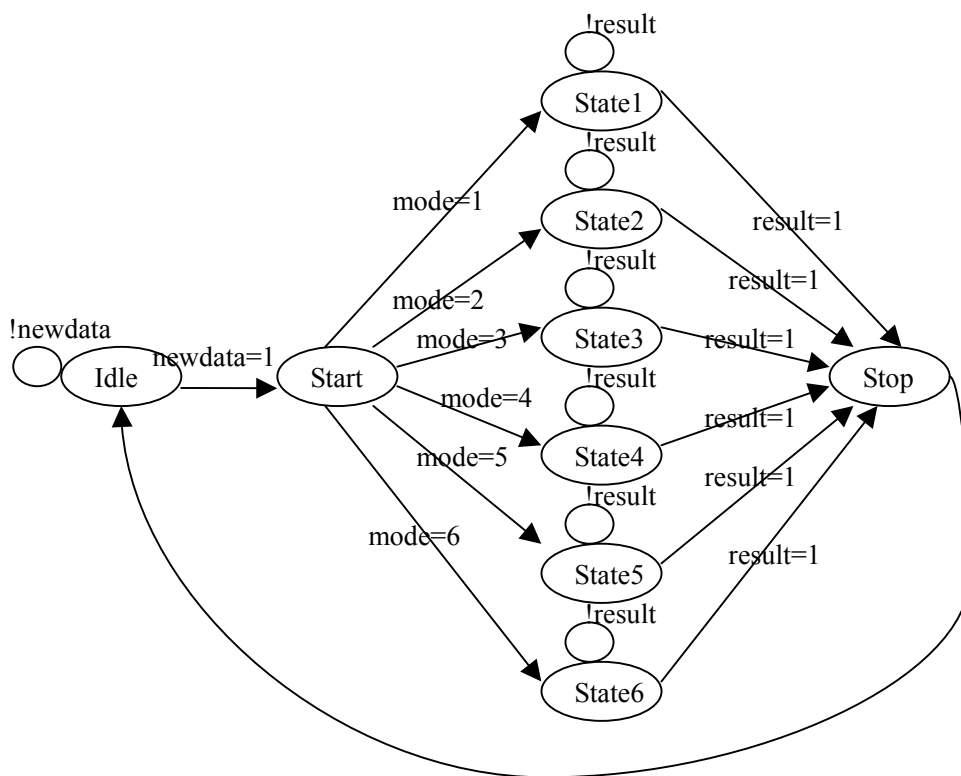 !result
State1
!result
mode=1
State2
result=1
!result
result=1
mode=2
!newdata
mode=3
State3
result=1
newdata=1
Idle
Start
!result
Stop
mode=4
result=1
mode=5
State4
!result
result=1
mode=6
State5
result=1
!result
State6